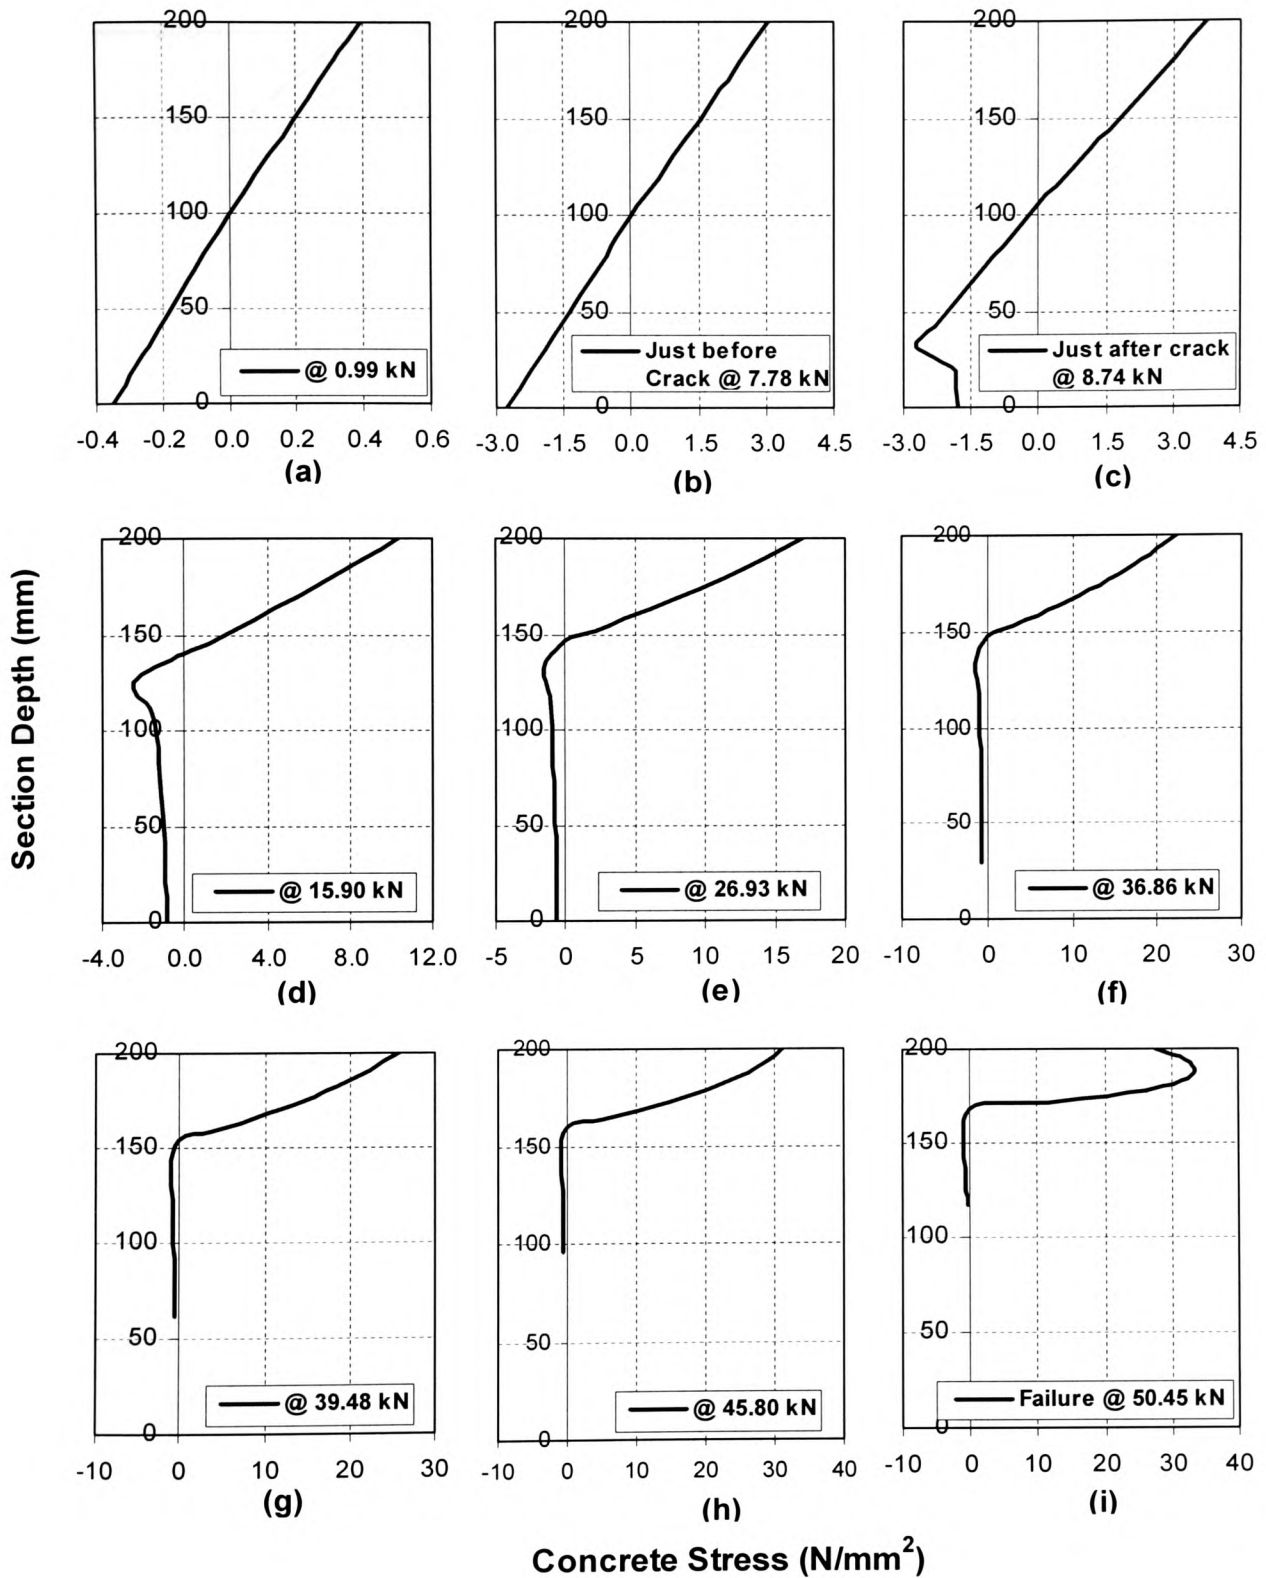 200
150
100
50
0
@ 0.99 kN
-0.4 -0.2 0.0 0.2 0.4 0.6
(a)
200
150
100
50
0
Just before
Crack @ 7.78 kN
-3.0 -1.5 0.0 1.5 3.0 4.5
(b)
200
150
100
50
0
Just after crack
@ 8.74 kN
-3.0 -1.5 0.0 1.5 3.0 4.5
(c)
Section Depth (mm)
200
150
100
50
0
@ 15.90 kN
-4.0 0.0 4.0 8.0 12.0
(d)
200
150
100
50
0
@ 26.93 kN
-5 0 5 10 15 20
(e)
200
150
100
50
0
@ 36.86 kN
-10 0 10 20 30
(f)
200
150
100
50
0
@ 39.48 kN
-10 0 10 20 30
(g)
200
150
100
50
0
@ 45.80 kN
-10 0 10 20 30 40
(h)
200
150
100
50
0
Failure @ 50.45 kN
-10 0 10 20 30 40
(i)
Concrete Stress (N/mm²)